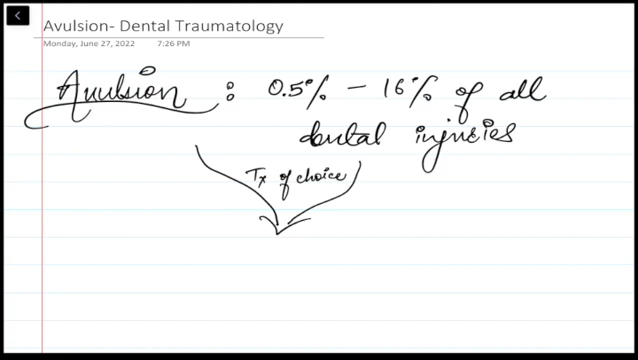 Avulsion- Dental Traumatology
Monday, June 27, 2022 7:26 PM
Avulsion : 0.5% - 16% of all
dental injuries
Tx of choice